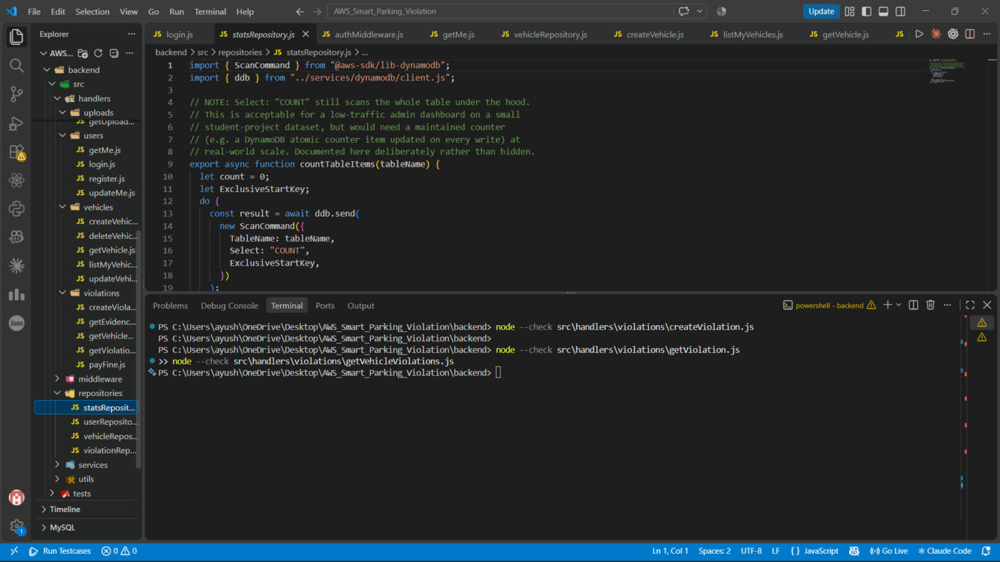 File Edit Selection View Go Run Terminal Help
AWS_Smart_Parking_Violation
Update
Explorer
AWS...
backend
src
handlers
uploads
getUpload...
users
getMe.js
login.js
register.js
updateMe.js
vehicles
createVehic...
deleteVehic...
getVehicle.js
listMyVehic...
updateVehi...
violations
createViola...
getEvidenc...
getVehicle...
getViolatio...
payFine.js
middleware
repositories
statsReposit...
userReposito...
vehicleRepos...
violationRep...
services
utils
tests
Timeline
MySQL
JS login.js JS statsRepository.js JS authMiddleware.js JS getMe.js JS vehicleRepository.js JS createVehicle.js JS listMyVehicles.js JS getVehicle.js JS
backend > src > repositories > JS statsRepository.js > ...
1 import { ScanCommand } from "@aws-sdk/lib-dynamodb";
2 import { ddb } from "../services/dynamodb/client.js";
3
4 // NOTE: Select: "COUNT" still scans the whole table under the hood.
5 // This is acceptable for a low-traffic admin dashboard on a small
6 // student-project dataset, but would need a maintained counter
7 // (e.g. a DynamoDB atomic counter item updated on every write) at
8 // real-world scale. Documented here deliberately rather than hidden.
9 export async function countTableItems(tableName) {
10 let count = 0;
11 let ExclusiveStartKey;
12 do {
13 const result = await ddb.send(
14 new ScanCommand({
15 TableName: tableName,
16 Select: "COUNT",
17 ExclusiveStartKey,
18 })
19 );
Problems Debug Console Terminal Ports Output
powershell - backend
PS C:\Users\ayush\OneDrive\Desktop\AWS_Smart_Parking_Violation\backend> node --check src\handlers\violations\createViolation.js
PS C:\Users\ayush\OneDrive\Desktop\AWS_Smart_Parking_Violation\backend>
PS C:\Users\ayush\OneDrive\Desktop\AWS_Smart_Parking_Violation\backend> node --check src\handlers\violations\getViolation.js
>> node --check src\handlers\violations\getVehicleViolations.js
PS C:\Users\ayush\OneDrive\Desktop\AWS_Smart_Parking_Violation\backend>
Json
1
Run Testcases 0 0 Ln 1, Col 1 Spaces: 2 UTF-8 LF { } JavaScript Go Live Claude Code